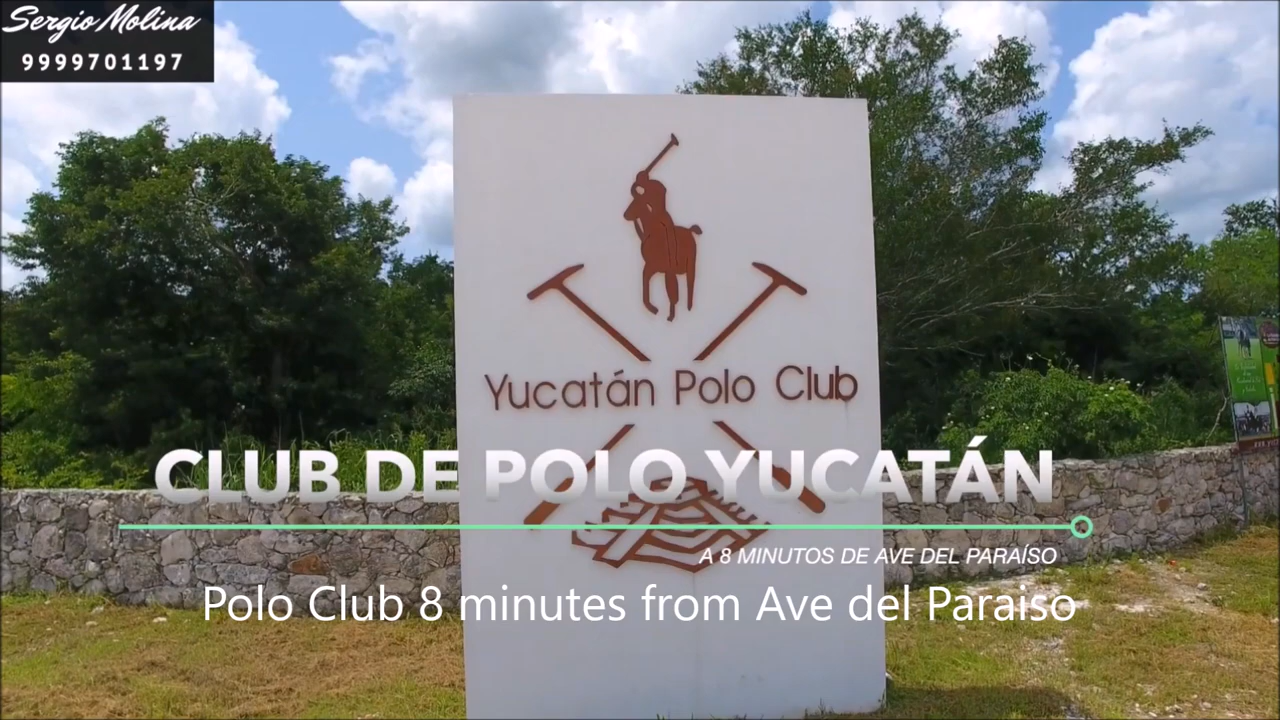 Sergio Molina
9999701197
Yucatán Polo Club
CLUB DE POLO YUCATÁN
A 8 MINUTOS DE AVE DEL PARAÍSO
Polo Club 8 minutes from Ave del Paraiso